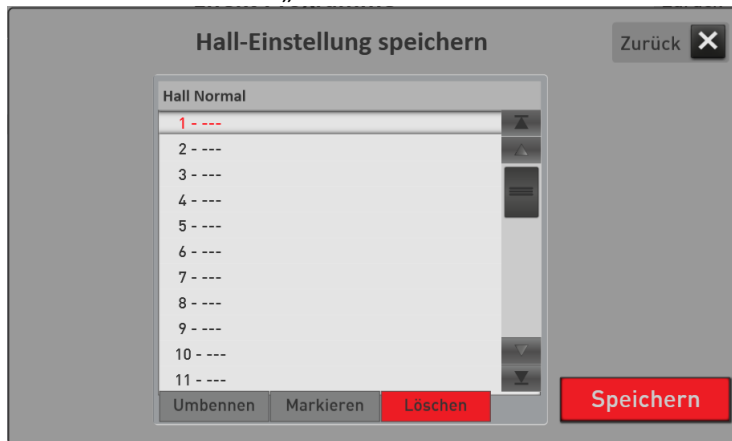 Hall-Einstellung speichern
Zurück
Hall Normal
1 - ---
2 - ---
3 - ---
4 - ---
5 - ---
6 - ---
7 - ---
8 - ---
9 - ---
10 - ---
11 - ---
Umbennen Markieren Löschen
Speichern